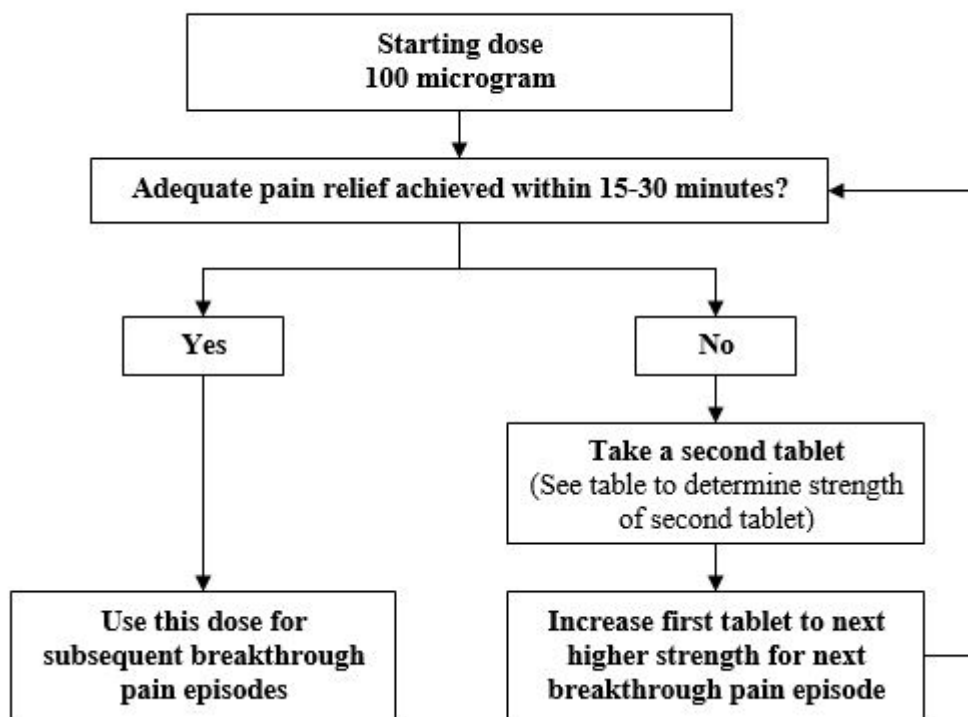 Starting dose
100 microgram
Adequate pain relief achieved within 15-30 minutes?
Yes
No
Take a second tablet
(See table to determine strength
of second tablet)
Use this dose for
subsequent breakthrough
pain episodes
Increase first tablet to next
higher strength for next
breakthrough pain episode